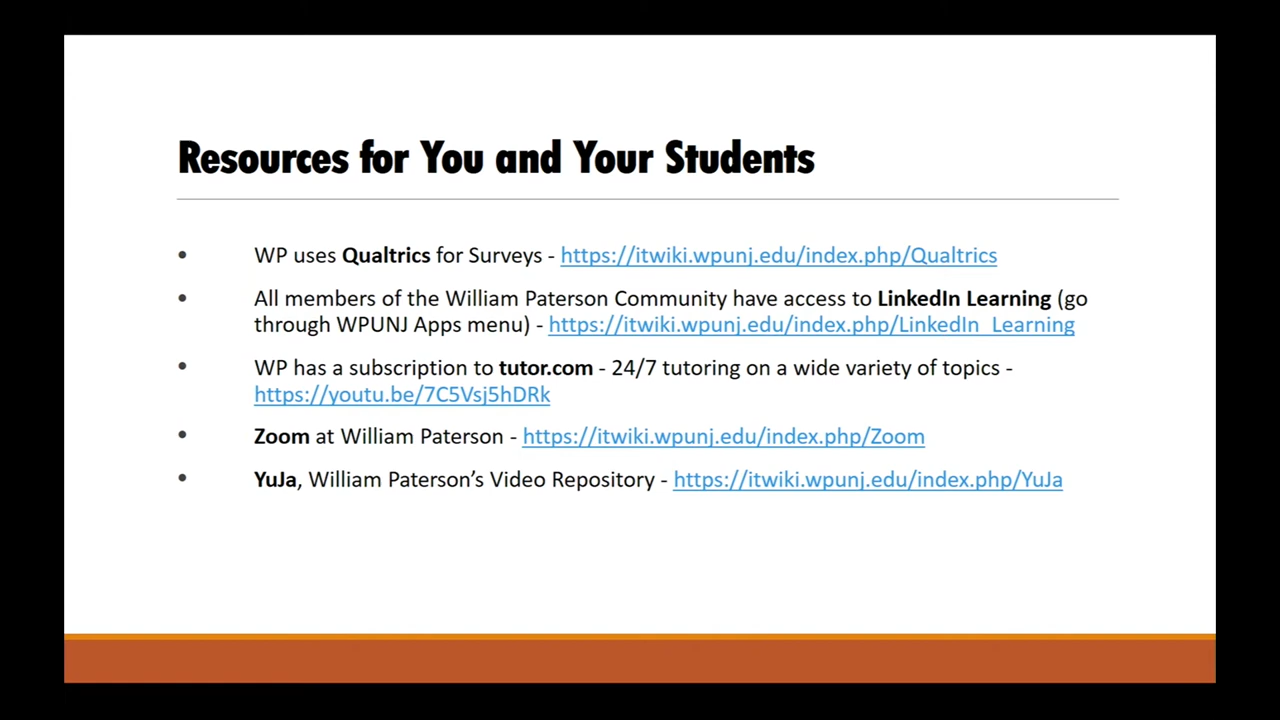 Resources for You and Your Students
• WP uses Qualtrics for Surveys - https://itwiki.wpunj.edu/index.php/Qualtrics
• All members of the William Paterson Community have access to LinkedIn Learning (go
through WPUNJ Apps menu) - https://itwiki.wpunj.edu/index.php/LinkedIn_Learning
• WP has a subscription to tutor.com - 24/7 tutoring on a wide variety of topics -
https://youtu.be/7C5Vsj5hDRk
• Zoom at William Paterson - https://itwiki.wpunj.edu/index.php/Zoom
• YuJa, William Paterson’s Video Repository - https://itwiki.wpunj.edu/index.php/YuJa